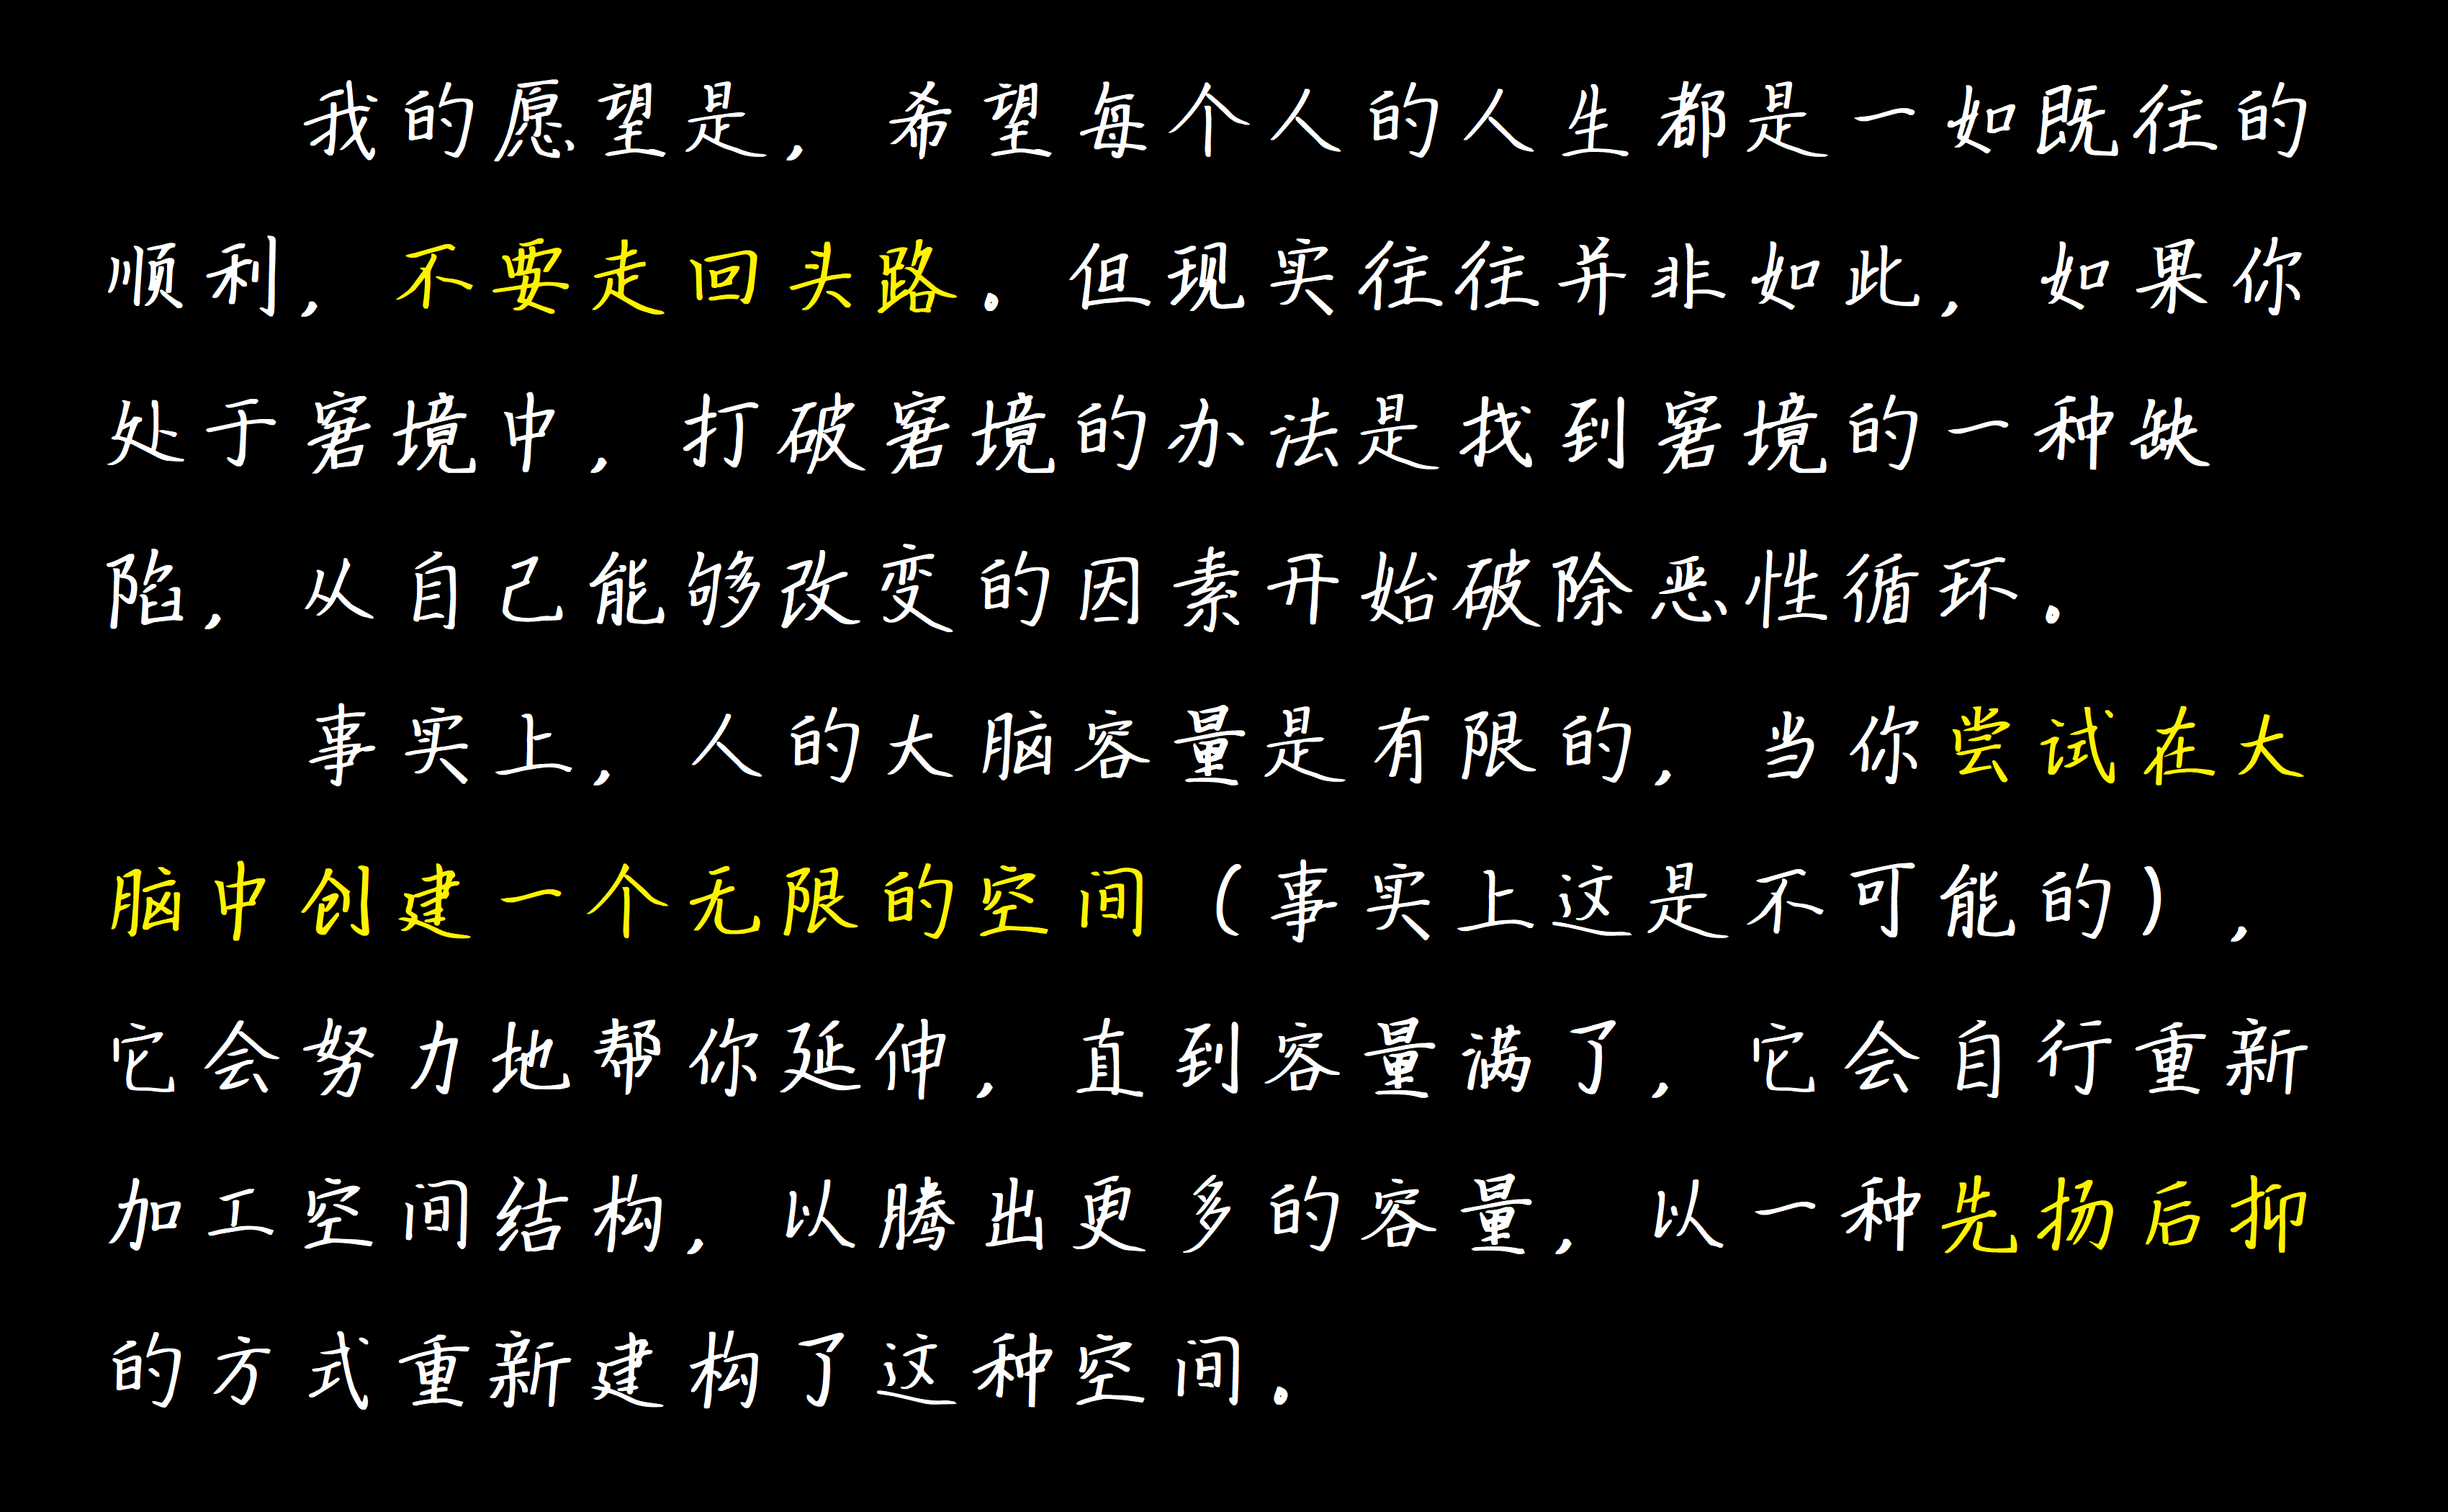 我的愿望是，希望每个人的人生都是一如既往的
顺利，不要走回头路．但现实往往并非如此，如果你
处于窘境中，打破窘境的办法是找到窘境的一种缺
陷，从自己能够改变的因素开始破除恶性循环．
事实上，人的大脑容量是有限的，当你尝试在大
脑中创建一个无限的空间（事实上这是不可能的），
它会努力地帮你延伸，直到容量满了，它会自行重新
加工空间结构，以腾出更多的容量，以一种先扬后抑
的方式重新建构了这种空间．